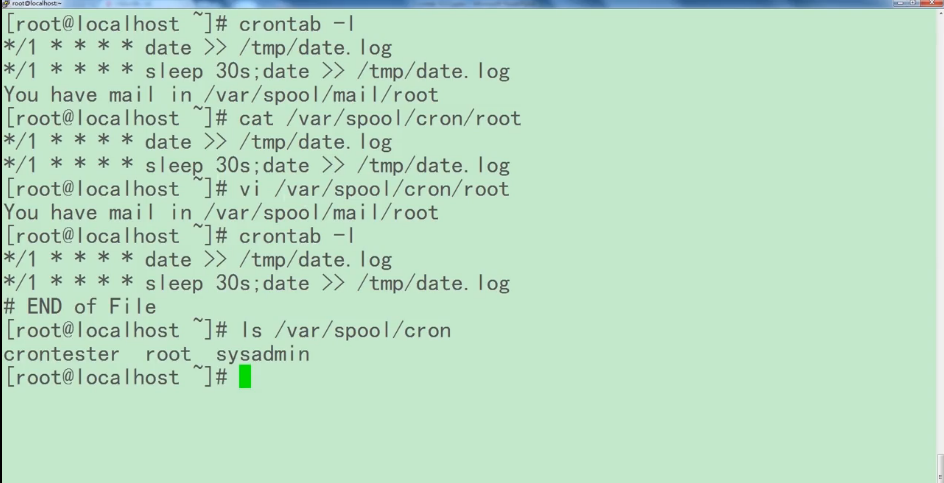 root@localhost:~
[root@localhost ~]# crontab -l
*/1 * * * * date >> /tmp/date.log
*/1 * * * * sleep 30s;date >> /tmp/date.log
You have mail in /var/spool/mail/root
[root@localhost ~]# cat /var/spool/cron/root
*/1 * * * * date >> /tmp/date.log
*/1 * * * * sleep 30s;date >> /tmp/date.log
[root@localhost ~]# vi /var/spool/cron/root
You have mail in /var/spool/mail/root
[root@localhost ~]# crontab -l
*/1 * * * * date >> /tmp/date.log
*/1 * * * * sleep 30s;date >> /tmp/date.log
# END of File
[root@localhost ~]# ls /var/spool/cron
crontester  root  sysadmin
[root@localhost ~]#